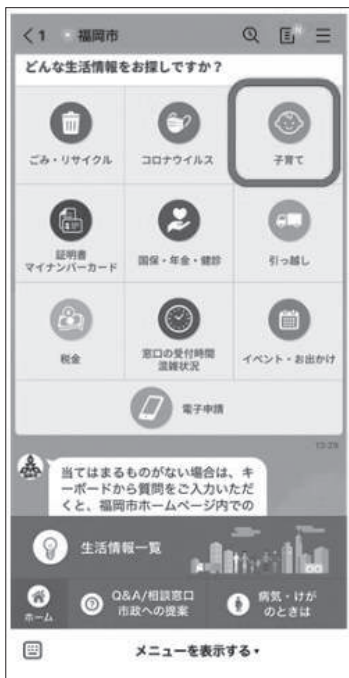 < 1 福岡市
どんな生活情報をお探しですか?
ごみ・リサイクル
コロナウイルス
子育て
証明書
マイナンバーカード
国保・年金・健診
引っ越し
税金
窓口の受付時間
混雑状況
イベント・お出かけ
電子申請
13:29
当てはまるものがない場合は、キ
ーボードから質問をご入力いただ
くと、福岡市ホームページ内での
生活情報一覧
ホーム
Q&A/相談窓口
市政への提案
病気・けが
のときは
メニューを表示する▾